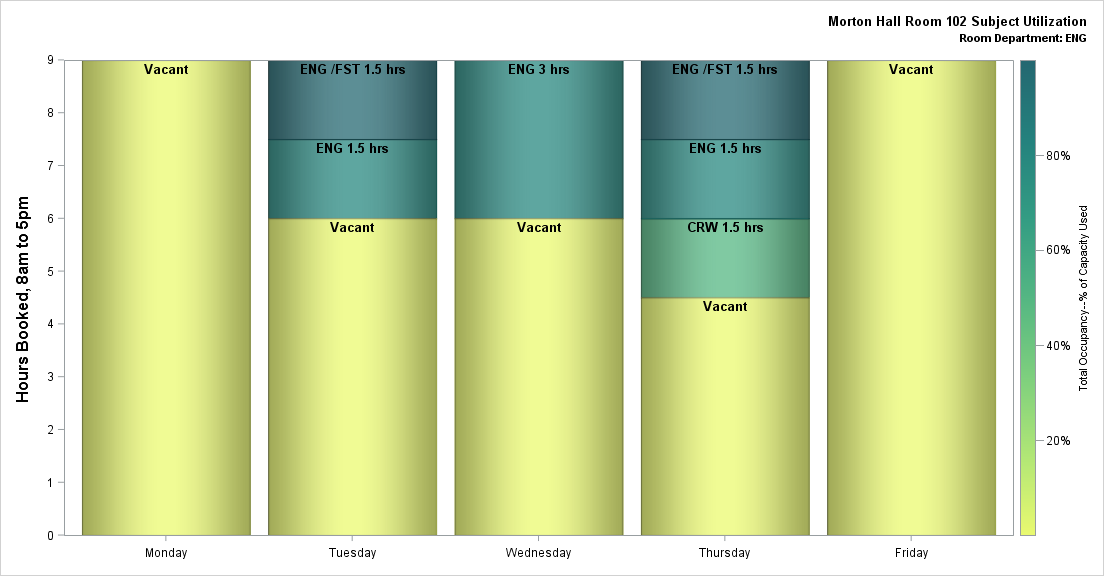 Morton Hall Room 102 Subject Utilization
Room Department: ENG
Hours Booked, 8am to 5pm
9
8
7
6
5
4
3
2
1
0
Vacant
ENG /FST 1.5 hrs
ENG 1.5 hrs
Vacant
ENG 3 hrs
Vacant
ENG /FST 1.5 hrs
ENG 1.5 hrs
CRW 1.5 hrs
Vacant
Vacant
Monday
Tuesday
Wednesday
Thursday
Friday
80%
60%
40%
20%
Total Occupancy--% of Capacity Used